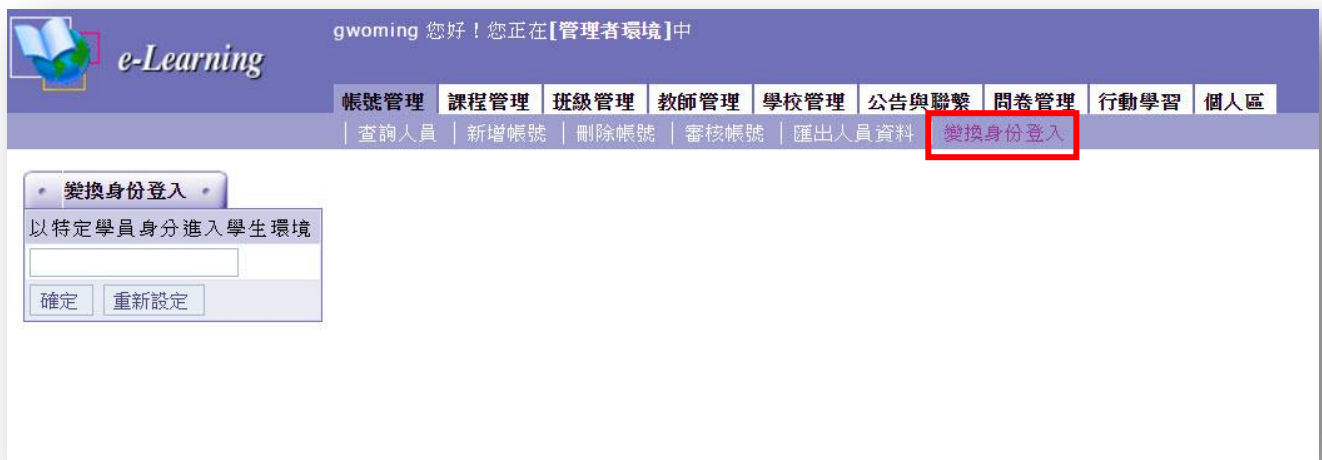 gwoming 您好！您正在[管理者環境]中
e-Learning
帳號管理 課程管理 班級管理 教師管理 學校管理 公告與聯繫 問卷管理 行動學習 個人區
｜查詢人員｜新增帳號｜刪除帳號｜審核帳號｜匯出人員資料｜變換身份登入
變換身份登入
以特定學員身分進入學生環境
確定 重新設定